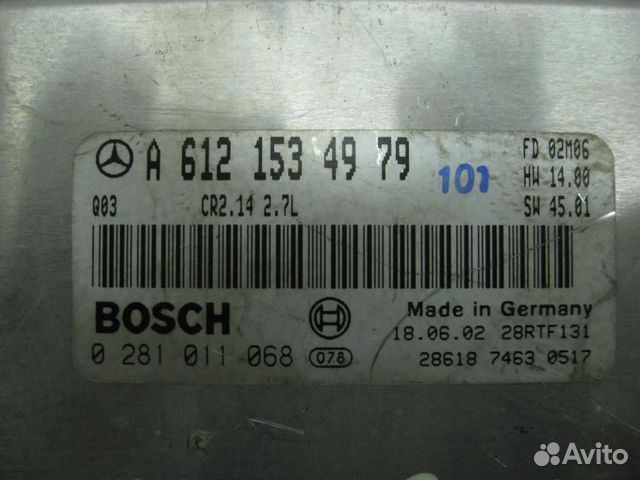 A 612 153 49 79
101
FD 02M06
HW 14.00
SW 45.01
Q03 CR2.14 2.7L
BOSCH
Made in Germany
0 281 011 068 078
18.06.02 28RTF131
28618 7463 0517
Avito